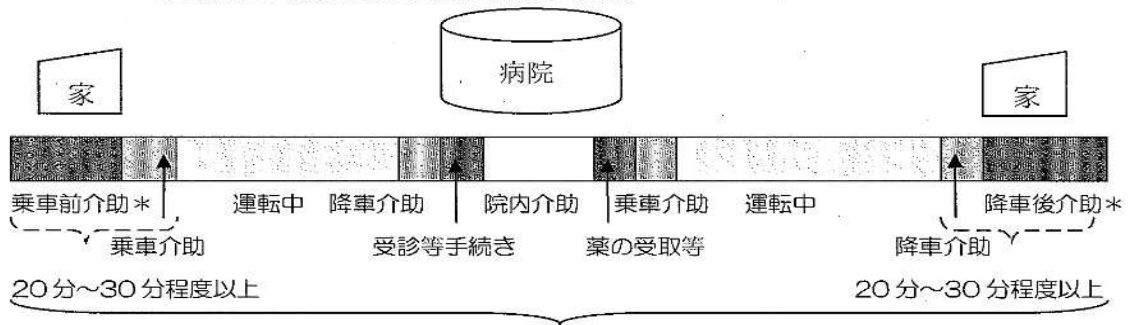 病院
家
家
乗車前介助* 運転中 降車介助 院内介助 乗車介助 運転中 降車後介助*
乗車介助 受診等手続き 薬の受取等 降車介助
20分~30分程度以上 20分~30分程度以上